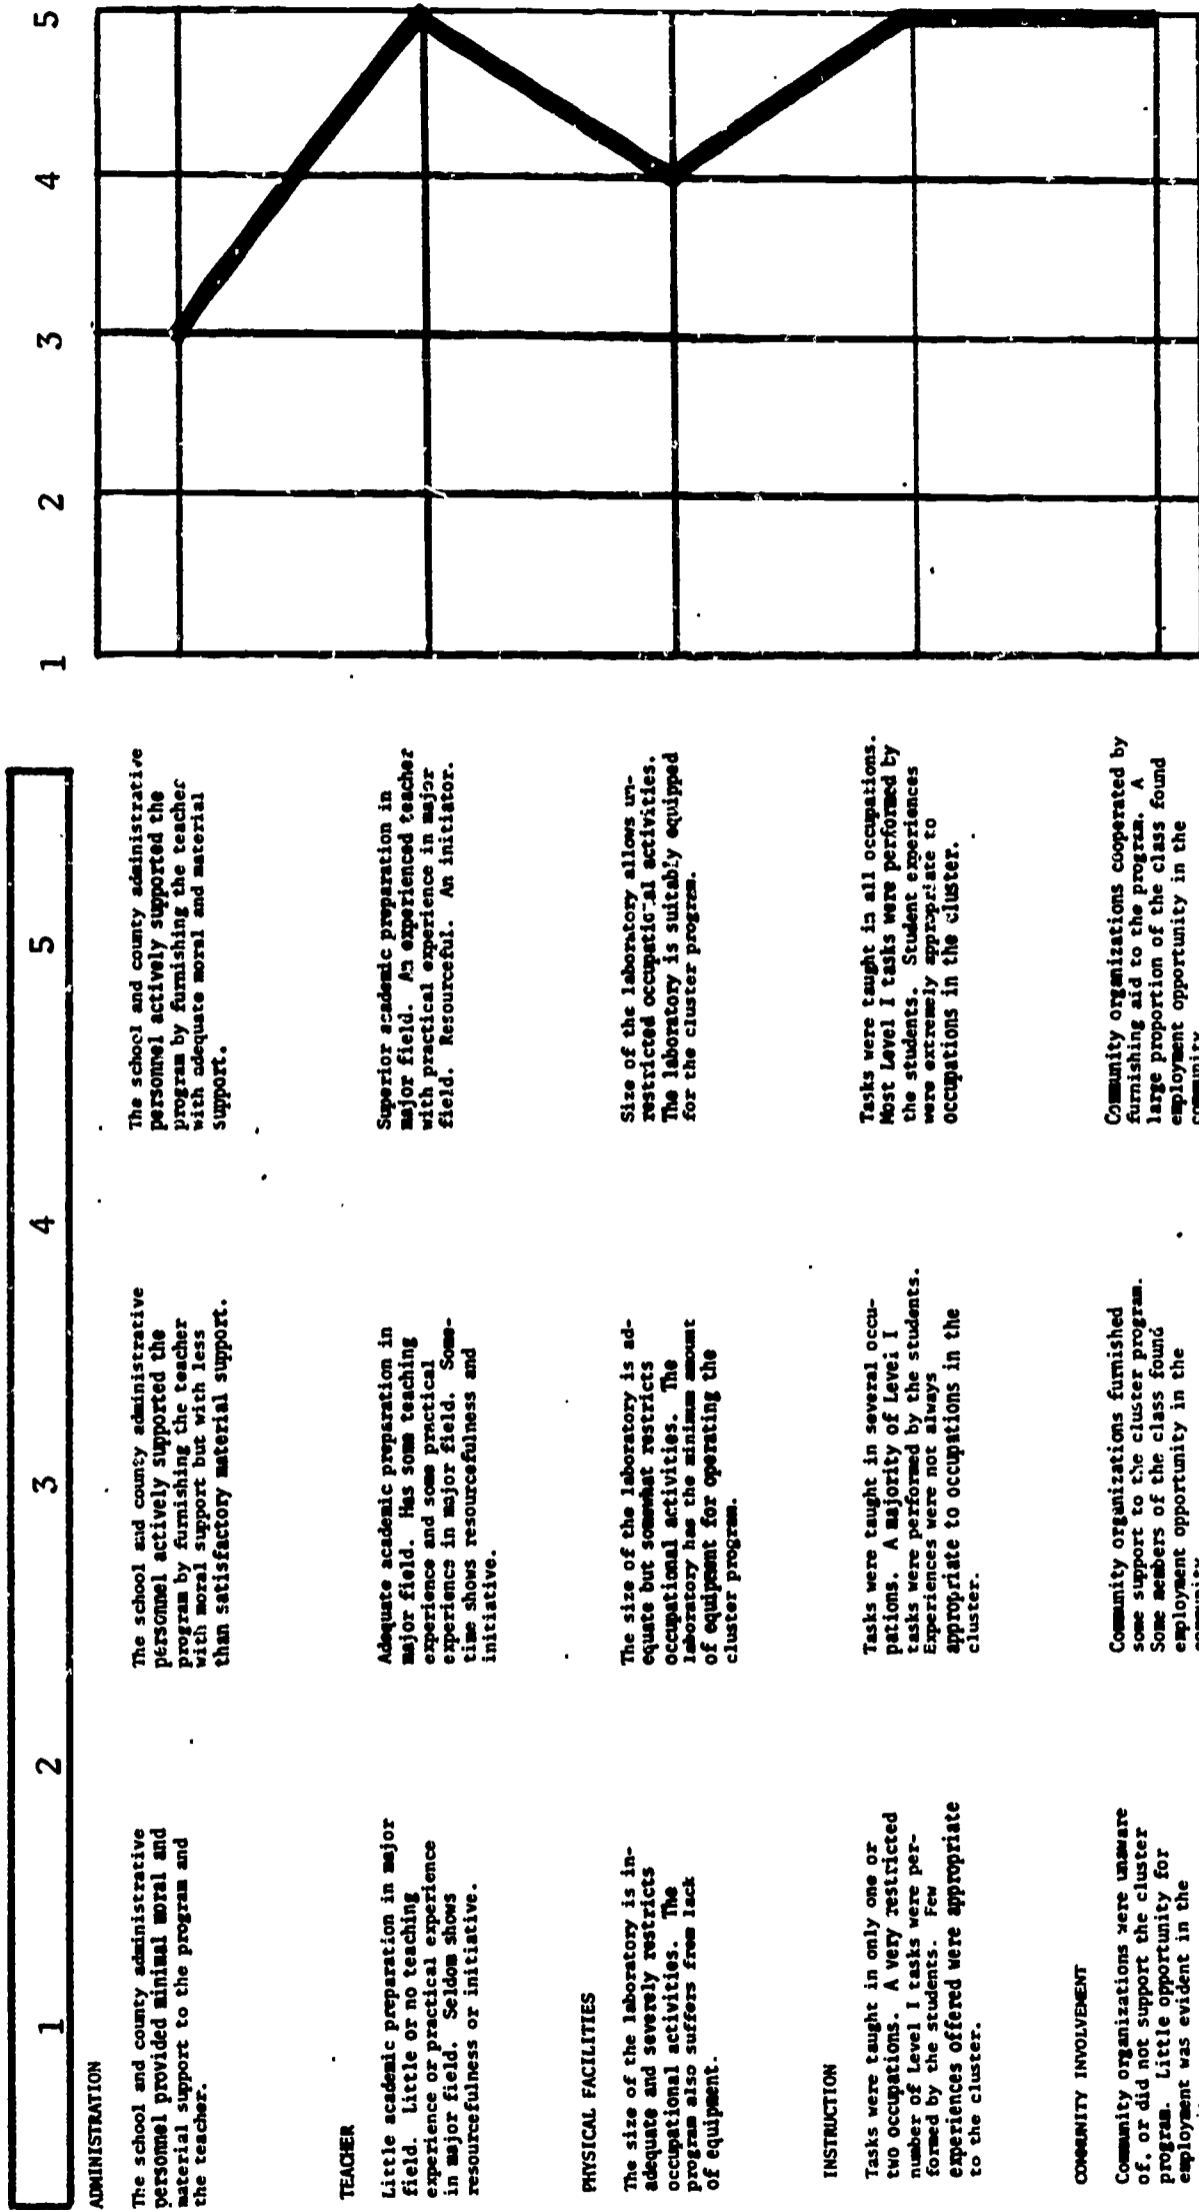 1 2 3 4 5
1 2 3 4 5
ADMINISTRATION
The school and county administrative
personnel provided minimal moral and
material support to the program and
the teacher.
The school and county administrative
personnel actively supported the
program by furnishing the teacher
with moral support but with less
than satisfactory material support.
The school and county administrative
personnel actively supported the
program by furnishing the teacher
with adequate moral and material
support.
TEACHER
Little academic preparation in major
field. Little or no teaching
experience or practical experience
in major field. Seldom shows
resourcefulness or initiative.
Adequate academic preparation in
major field. Has some teaching
experience and some practical
experience in major field. Some-
time shows resourcefulness and
initiative.
Superior academic preparation in
major field. An experienced teacher
with practical experience in major
field. Resourceful. An initiator.
PHYSICAL FACILITIES
The size of the laboratory is in-
adequate and severely restricts
occupational activities. The
program also suffers from lack
of equipment.
The size of the laboratory is ad-
equate but somewhat restricts
occupational activities. The
laboratory has the minimum amount
of equipment for operating the
cluster program.
Size of the laboratory allows un-
restricted occupational activities.
The laboratory is suitably equipped
for the cluster program.
INSTRUCTION
Tasks were taught in only one or
two occupations. A very restricted
number of Level I tasks were per-
formed by the students. Few
experiences offered were appropriate
to the cluster.
Tasks were taught in several occu-
pations. A majority of Level I
tasks were performed by the students.
Experiences were not always
appropriate to occupations in the
cluster.
Tasks were taught in all occupations.
Most Level I tasks were performed by
the students. Student experiences
were extremely appropriate to
occupations in the cluster.
COMMUNITY INVOLVEMENT
Community organizations were unaware
of, or did not support the cluster
program. Little opportunity for
employment was evident in the
Community organizations furnished
some support to the cluster program.
Some members of the class found
employment opportunity in the
community
Community organizations cooperated by
furnishing aid to the program. A
large proportion of the class found
employment opportunity in the
community